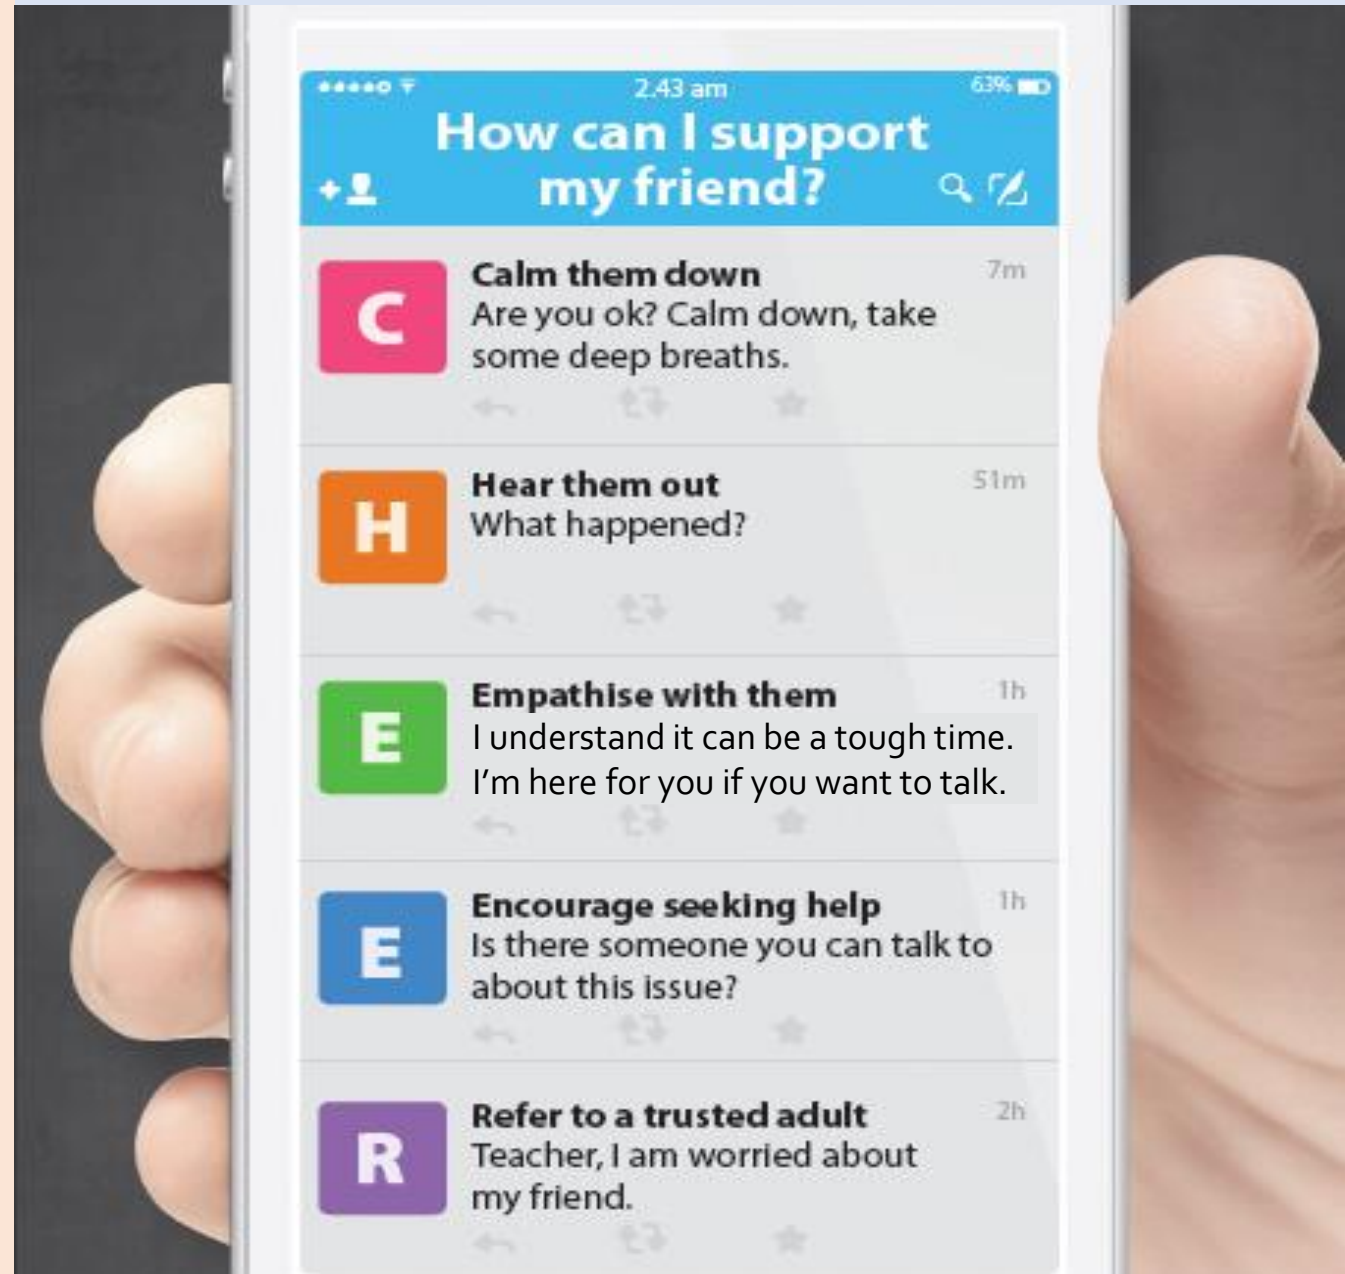 2.43 am
63%
How can I support
my friend?
C
Calm them down
7m
Are you ok? Calm down, take
some deep breaths.
H
Hear them out
51m
What happened?
E
Empathise with them
1h
I understand it can be a tough time.
I'm here for you if you want to talk.
E
Encourage seeking help
1h
Is there someone you can talk to
about this issue?
R
Refer to a trusted adult
2h
Teacher, I am worried about
my friend.